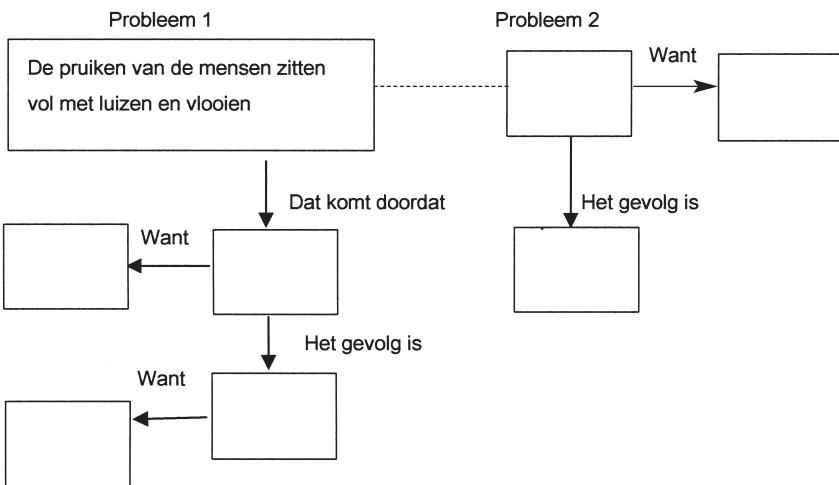 Probleem 1
Probleem 2
De pruiken van de mensen zitten
vol met luizen en vlooien
Want
Dat komt doordat
Het gevolg is
Want
Het gevolg is
Want